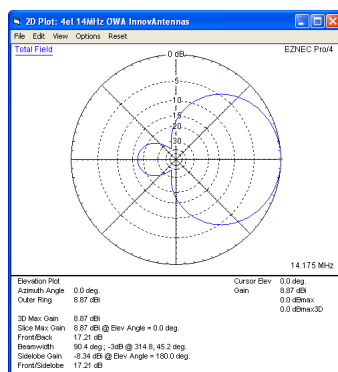 2D Plot: 4el 14MHz OWA InnovAntennas
File Edit View Options Reset
Total Field
0 dB
EZNEC Pro/4
-5
-10
-15
-20
-30
14.175 MHz
Elevation Plot
Azimuth Angle 0.0 deg.
Outer Ring 8.87 dBi
Cursor Elev 0.0 deg.
Gain 8.87 dBi
0.0 dBmax
0.0 dBmax3D
3D Max Gain 8.87 dBi
Slice Max Gain 8.87 dBi @ Elev Angle = 0.0 deg.
Front/Back 17.21 dB
Beamwidth 90.4 deg.; -3dB @ 314.8, 45.2 deg.
Sidelobe Gain -8.34 dBi @ Elev Angle = 180.0 deg.
Front/Sidelobe 17.21 dB